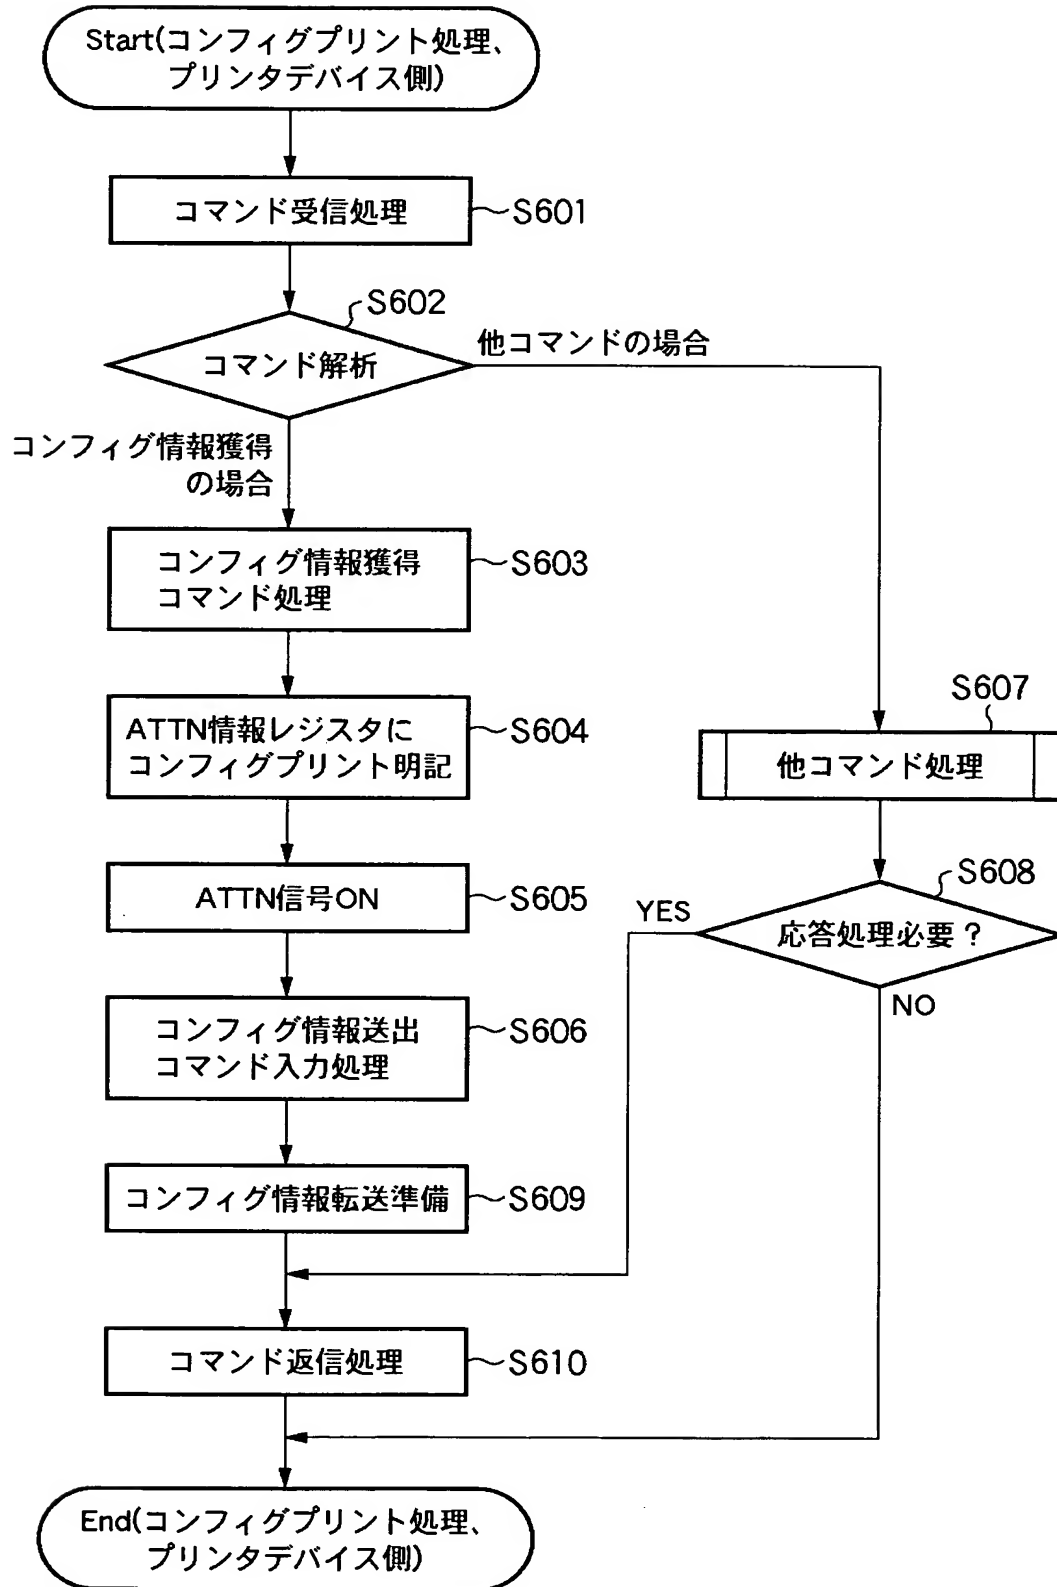 Start(コンフィグプリント処理、
プリンタデバイス側)
コマンド受信処理
S601
S602
コマンド解析
他コマンドの場合
コンフィグ情報獲得
の場合
コンフィグ情報獲得
コマンド処理
S603
ATTN情報レジスタに
コンフィグプリント明記
S604
S607
他コマンド処理
ATTN信号ON
S605
S608
応答処理必要？
YES
NO
コンフィグ情報送出
コマンド入力処理
S606
コンフィグ情報転送準備
S609
コマンド返信処理
S610
End(コンフィグプリント処理、
プリンタデバイス側)